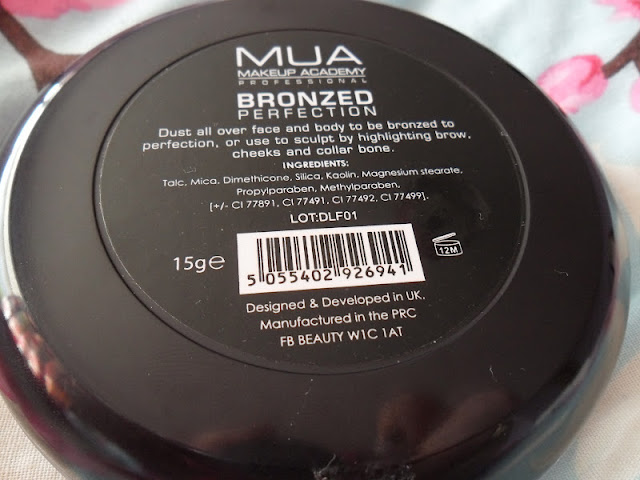 MUA
MAKEUP ACADEMY
PROFESSIONAL
BRONZED
PERFECTION
Dust all over face and body to be bronzed to
perfection, or use to sculpt by highlighting brow,
cheeks and collar bone.
INGREDIENTS:
Talc, Mica, Dimethicone, Silica, Kaolin, Magnesium stearate,
Propylparaben, Methylparaben.
[+/- CI 77891, CI 77491, CI 77492, CI 77499].
LOT:DLF01
15g℮
5 055402 926941
12M
Designed & Developed in UK.
Manufactured in the PRC
FB BEAUTY W1C 1AT